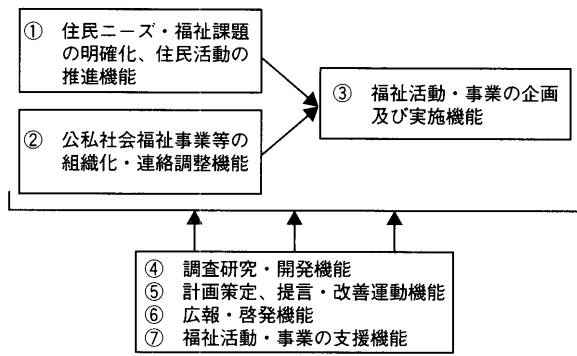 ① 住民ニーズ・福祉課題
の明確化、住民活動の
推進機能
② 公私社会福祉事業等の
組織化・連絡調整機能
③ 福祉活動・事業の企画
及び実施機能
④ 調査研究・開発機能
⑤ 計画策定、提言・改善運動機能
⑥ 広報・啓発機能
⑦ 福祉活動・事業の支援機能